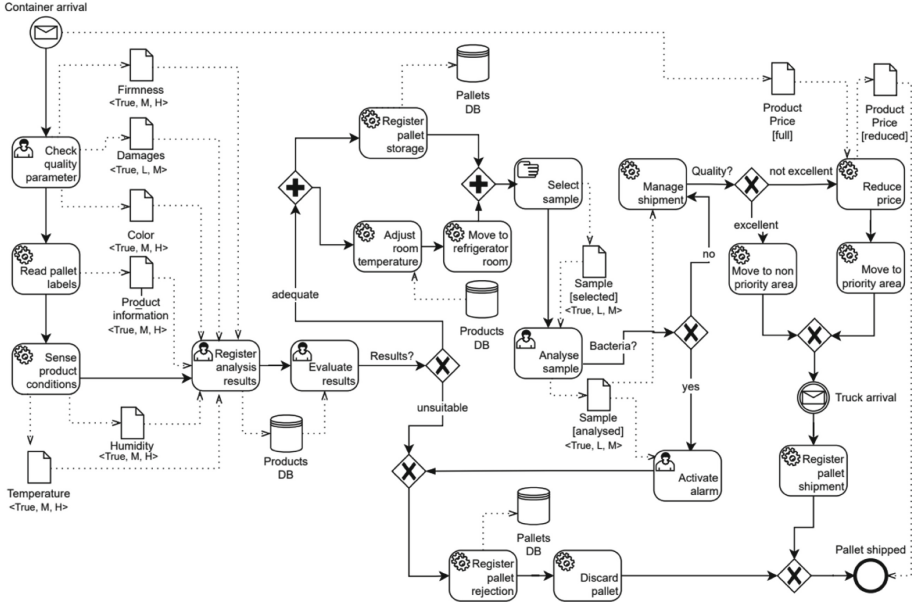 Container arrival
Firmness
<True, M, H>
Check
quality
parameter
Damages
<True, L, M>
Color
<True, M, H>
Read pallet
labels
Product
information
<True, M, H>
Sense
product
conditions
Humidity
<True, M, H>
Temperature
<True, M, H>
Register
analysis
results
Products
DB
Evaluate
results
Results?
adequate
unsuitable
Register
pallet
storage
Pallets
DB
Adjust
room
temperature
Move to
refrigerator
room
Products
DB
Select
sample
Sample
[selected]
<True, L, M>
Analyse
sample
Bacteria?
Sample
[analysed]
<True, L, M>
no
yes
Activate
alarm
Manage
shipment
Quality?
not excellent
excellent
Product
Price
[full]
Product
Price
[reduced]
Reduce
price
Move to non
priority area
Move to
priority area
Truck arrival
Register
pallet
shipment
Register
pallet
rejection
Pallets
DB
Discard
pallet
Pallet shipped